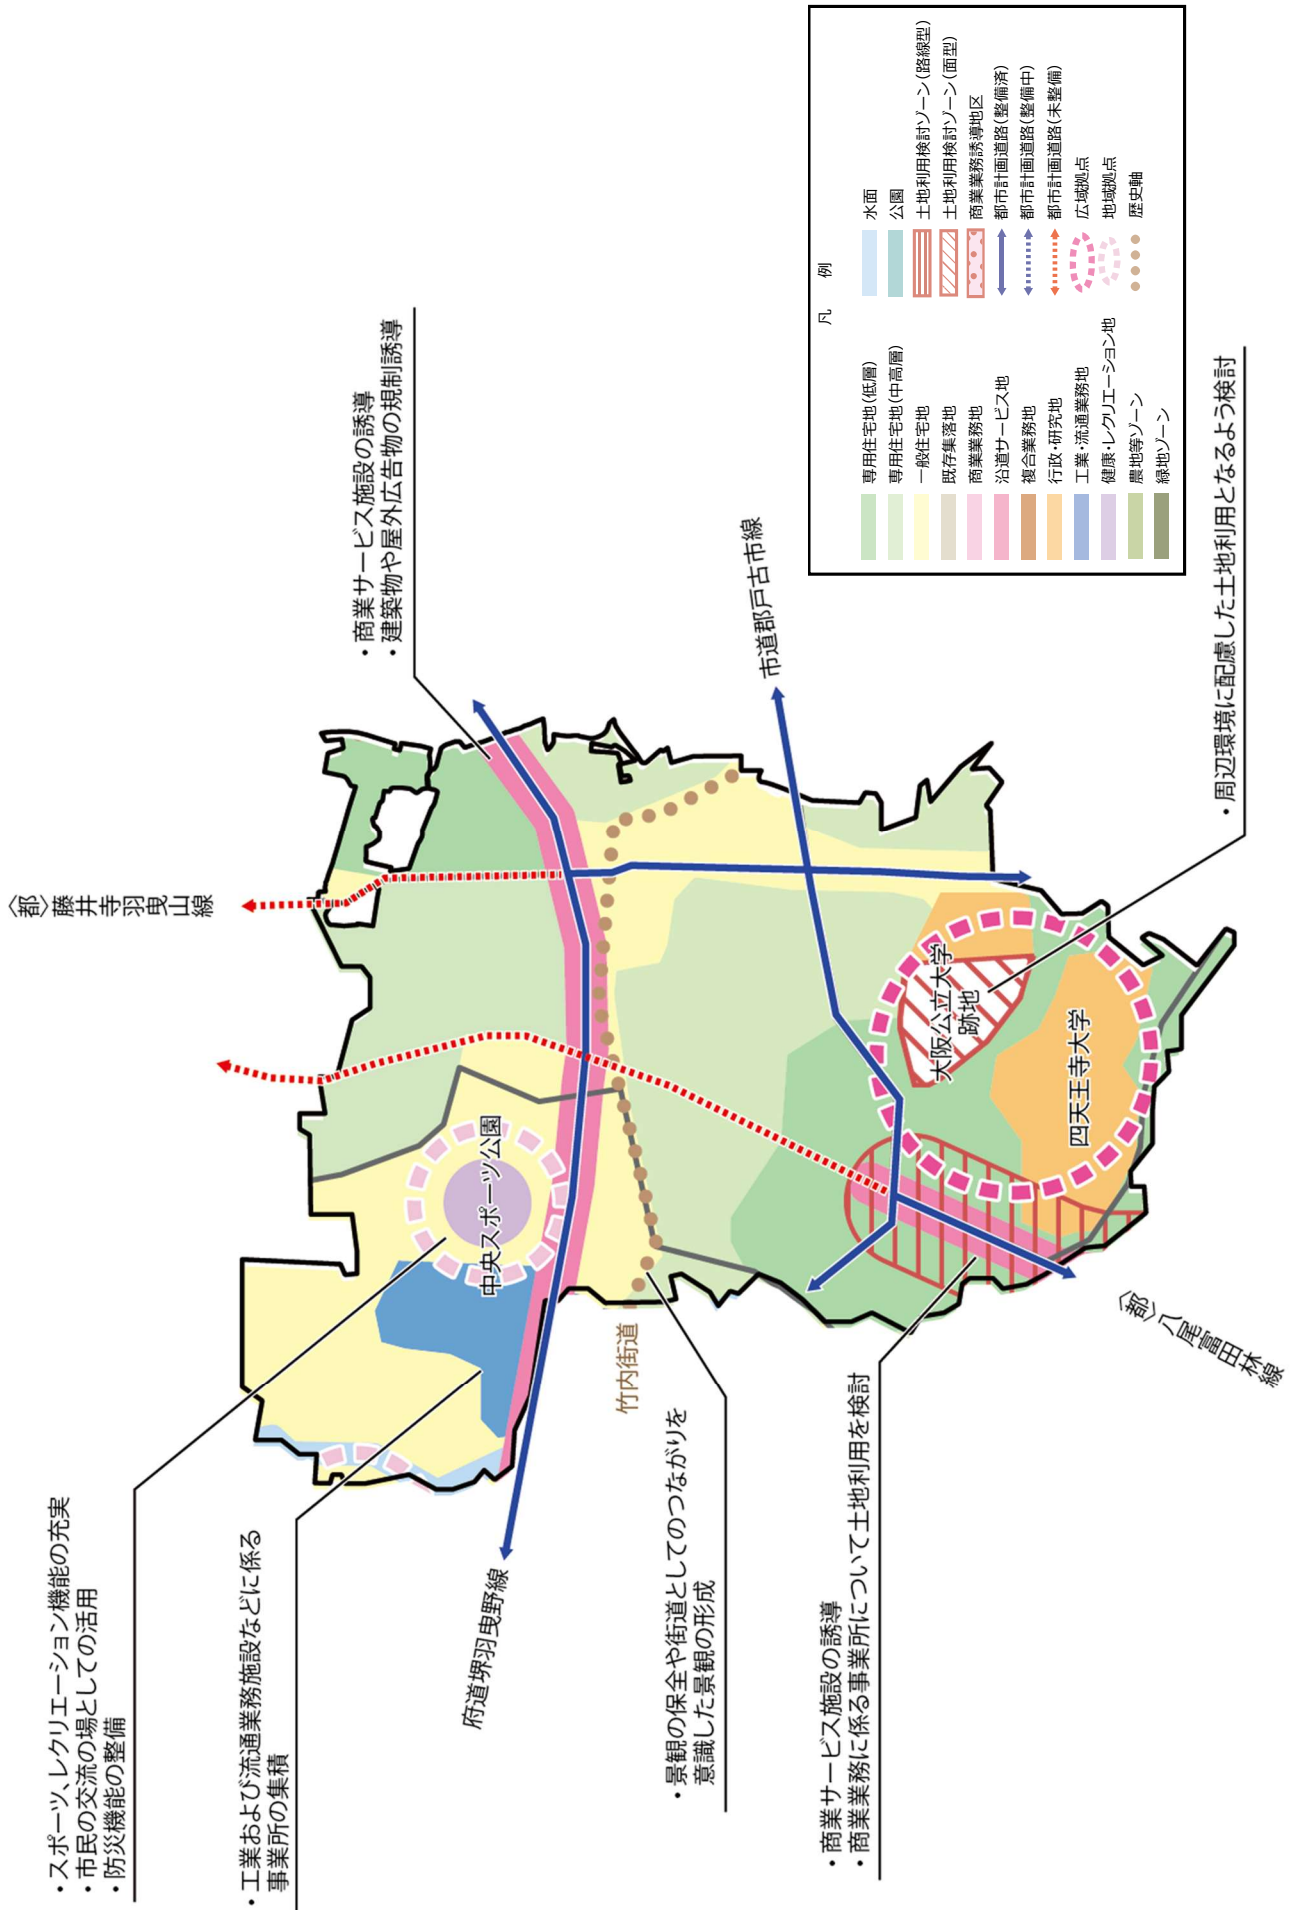 ・スポーツ、レクリエーション機能の充実
・市民の交流の場としての活用
・防災機能の整備
・工業および流通業務施設などに係る
事業所の集積
府道堺羽曳野線
竹内街道
・景観の保全や街道としてのつながりを
意識した景観の形成
・商業サービス施設の誘導
・商業業務に係る事業所について土地利用を検討
〈都〉八尾富田林線
中央スポーツ公園
四天王寺大学
大阪公立大学
跡地
〈都〉藤井寺羽曳山線
・商業サービス施設の誘導
・建築物や屋外広告物の規制誘導
市道郡戸古市線
・周辺環境に配慮した土地利用となるよう検討
凡例
専用住宅地(低層)
専用住宅地(中高層)
一般住宅地
既存集落地
商業業務地
沿道サービス地
複合業務地
行政・研究地
工業・流通業務地
健康・レクリエーション地
農地等ゾーン
緑地ゾーン
水面
公園
土地利用検討ゾーン(路線型)
土地利用検討ゾーン(面型)
商業業務誘導地区
都市計画道路(整備済)
都市計画道路(整備中)
都市計画道路(未整備)
広域拠点
地域拠点
歴史軸